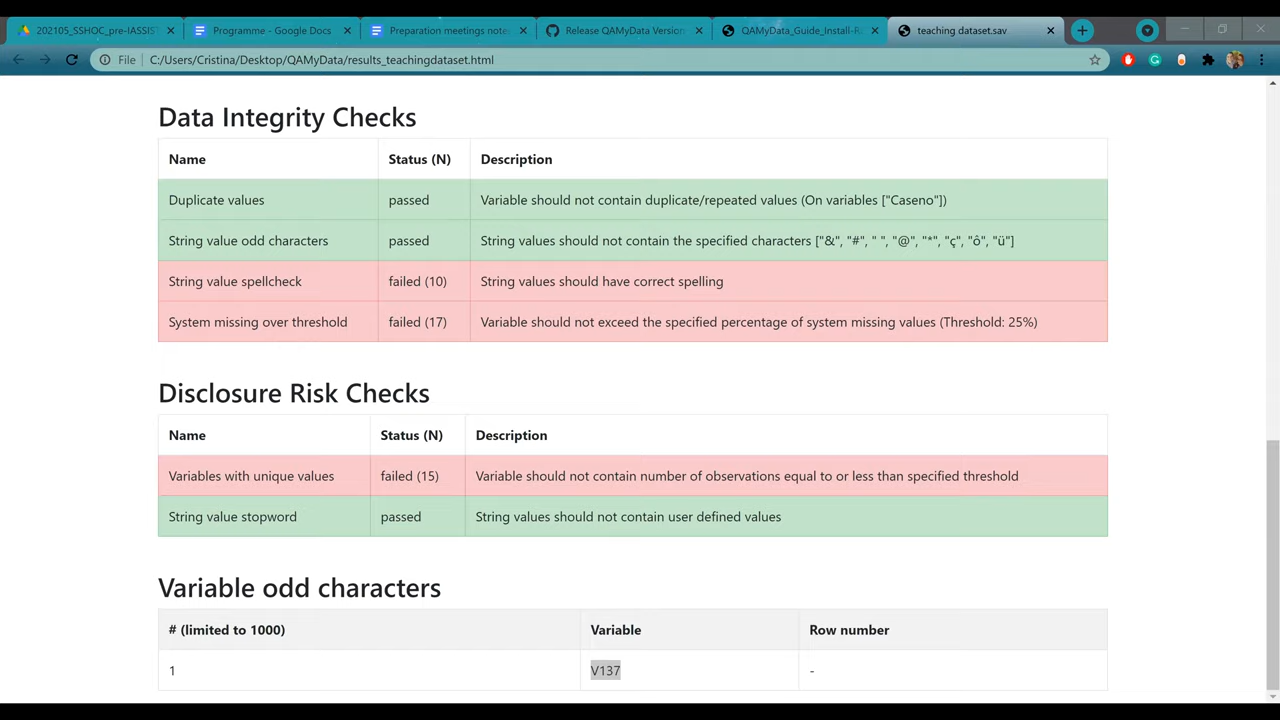 202105_SSHOC_pre-IASSIS
Programme - Google Docs
Preparation meetings notes
Release QAMyData Version
QAMyData_Guide_Install-R
teaching dataset.sav
File C:/Users/Cristina/Desktop/QAMyData/results_teachingdataset.html
Data Integrity Checks
Name Status (N) Description
Duplicate values passed Variable should not contain duplicate/repeated values (On variables ["Caseno"])
String value odd characters passed String values should not contain the specified characters ["&", "#", " ", "@", "*", "ç", "ô", "ü"]
String value spellcheck failed (10) String values should have correct spelling
System missing over threshold failed (17) Variable should not exceed the specified percentage of system missing values (Threshold: 25%)
Disclosure Risk Checks
Name Status (N) Description
Variables with unique values failed (15) Variable should not contain number of observations equal to or less than specified threshold
String value stopword passed String values should not contain user defined values
Variable odd characters
# (limited to 1000) Variable Row number
1 V137 -